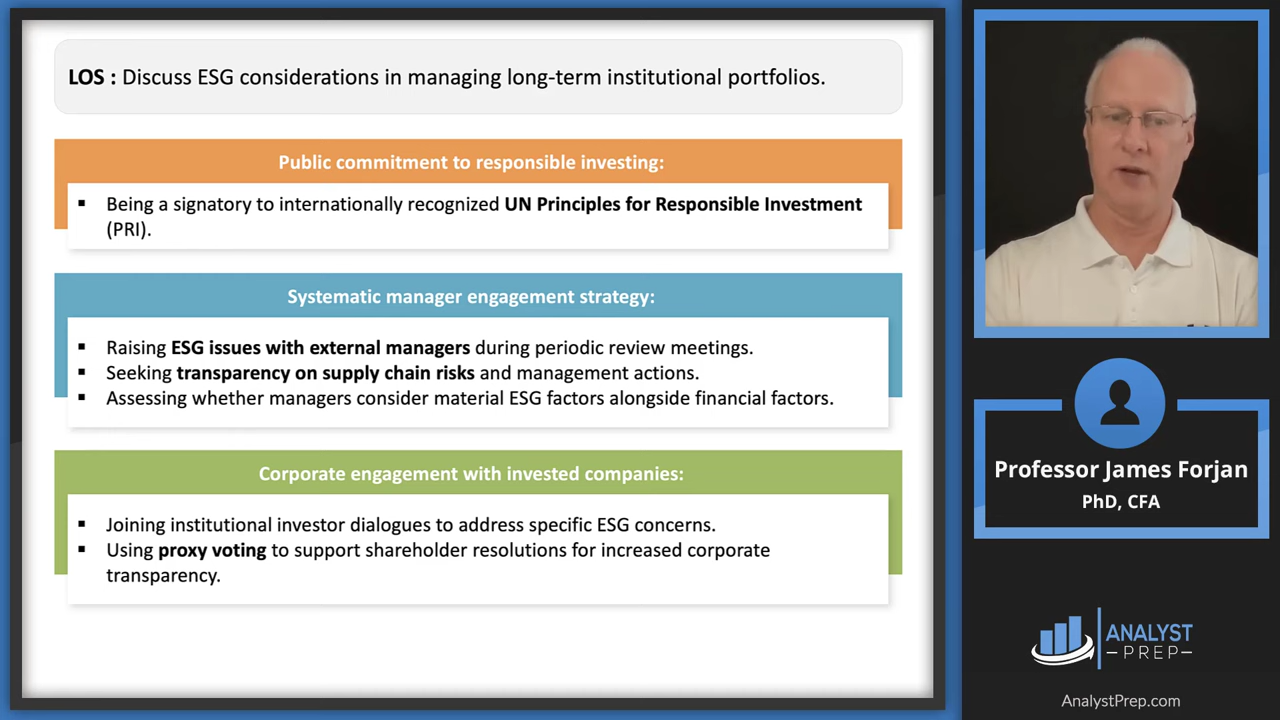 LOS : Discuss ESG considerations in managing long-term institutional portfolios.
Public commitment to responsible investing:
▪ Being a signatory to internationally recognized UN Principles for Responsible Investment
(PRI).
Systematic manager engagement strategy:
▪ Raising ESG issues with external managers during periodic review meetings.
▪ Seeking transparency on supply chain risks and management actions.
▪ Assessing whether managers consider material ESG factors alongside financial factors.
Corporate engagement with invested companies:
▪ Joining institutional investor dialogues to address specific ESG concerns.
▪ Using proxy voting to support shareholder resolutions for increased corporate
transparency.
Professor James Forjan
PhD, CFA
ANALYST
–PREP–
AnalystPrep.com